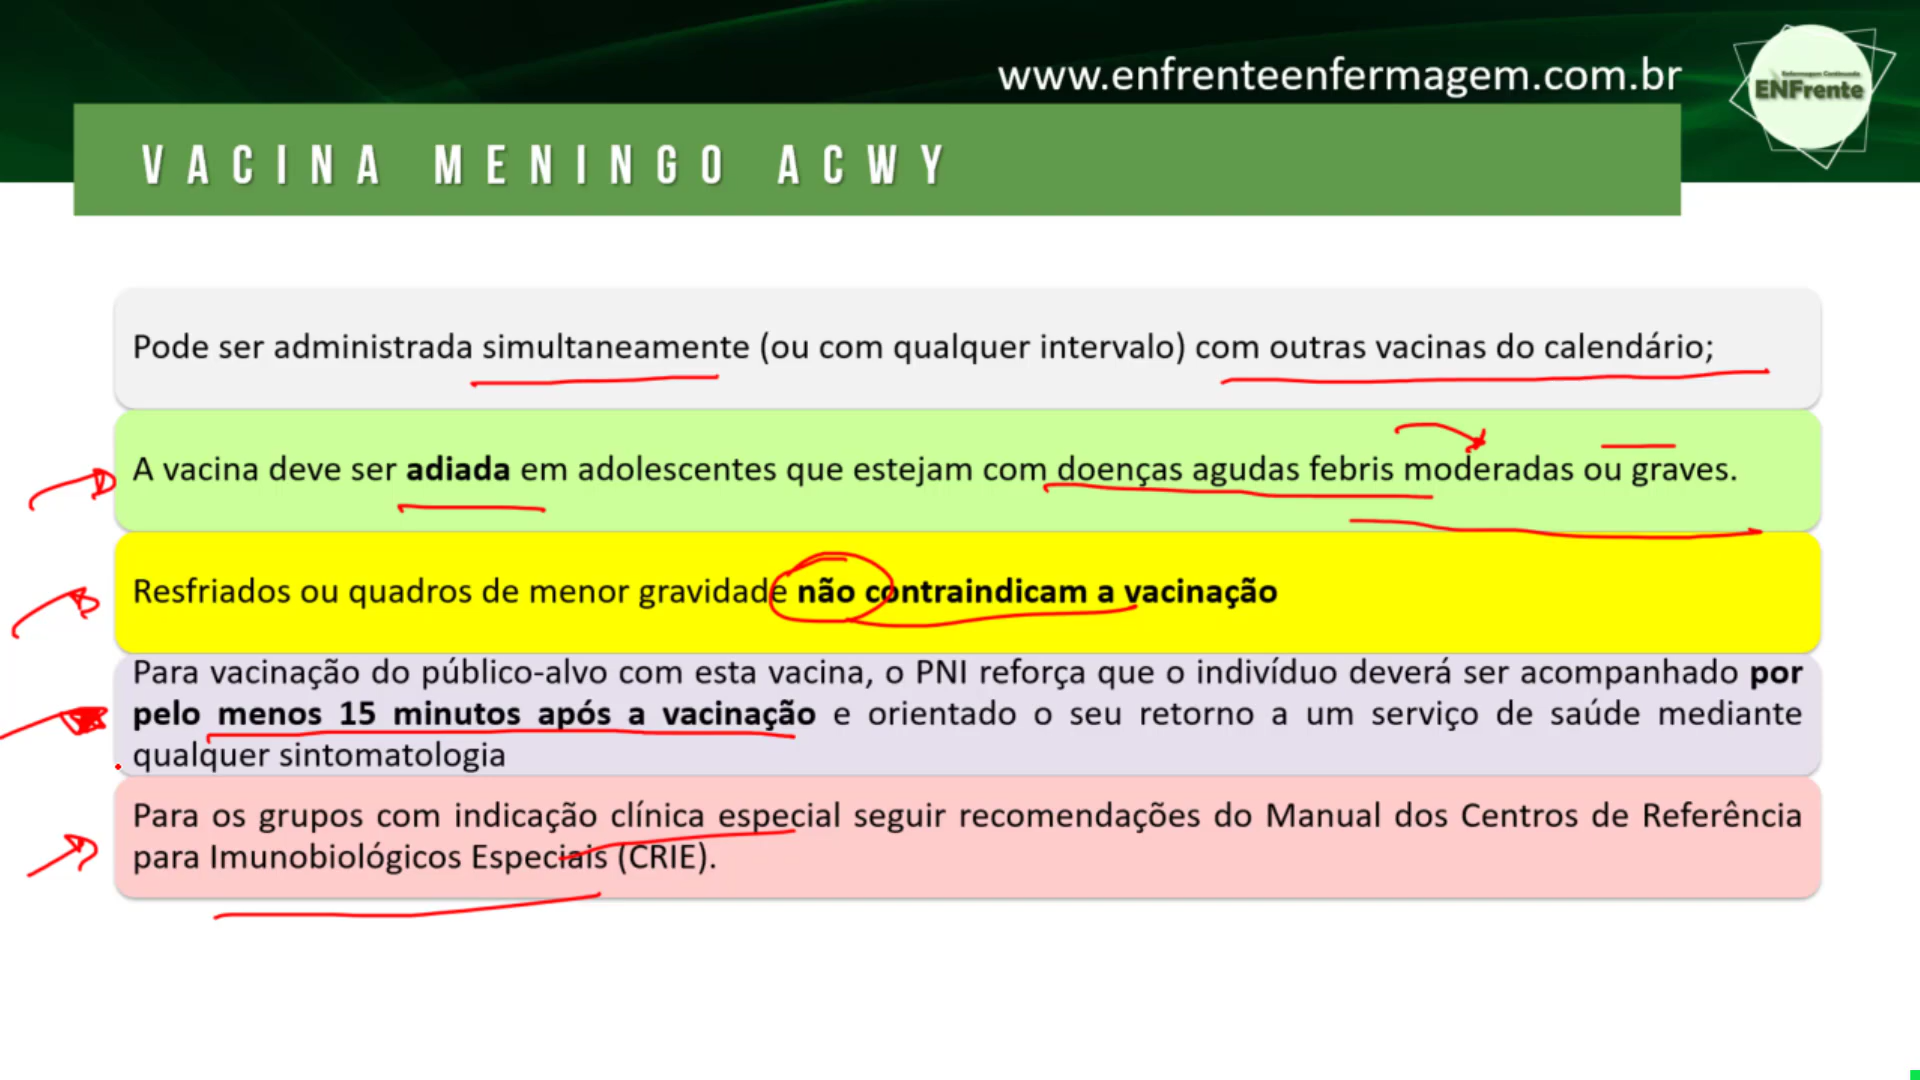 www.enfrenteenfermagem.com.br
Enfermagem Continuada
ENFrente
VACINA MENINGO ACWY
Pode ser administrada simultaneamente (ou com qualquer intervalo) com outras vacinas do calendário;
A vacina deve ser adiada em adolescentes que estejam com doenças agudas febris moderadas ou graves.
Resfriados ou quadros de menor gravidade não contraindicam a vacinação
Para vacinação do público-alvo com esta vacina, o PNI reforça que o indivíduo deverá ser acompanhado por
pelo menos 15 minutos após a vacinação e orientado o seu retorno a um serviço de saúde mediante
qualquer sintomatologia
Para os grupos com indicação clínica especial seguir recomendações do Manual dos Centros de Referência
para Imunobiológicos Especiais (CRIE).